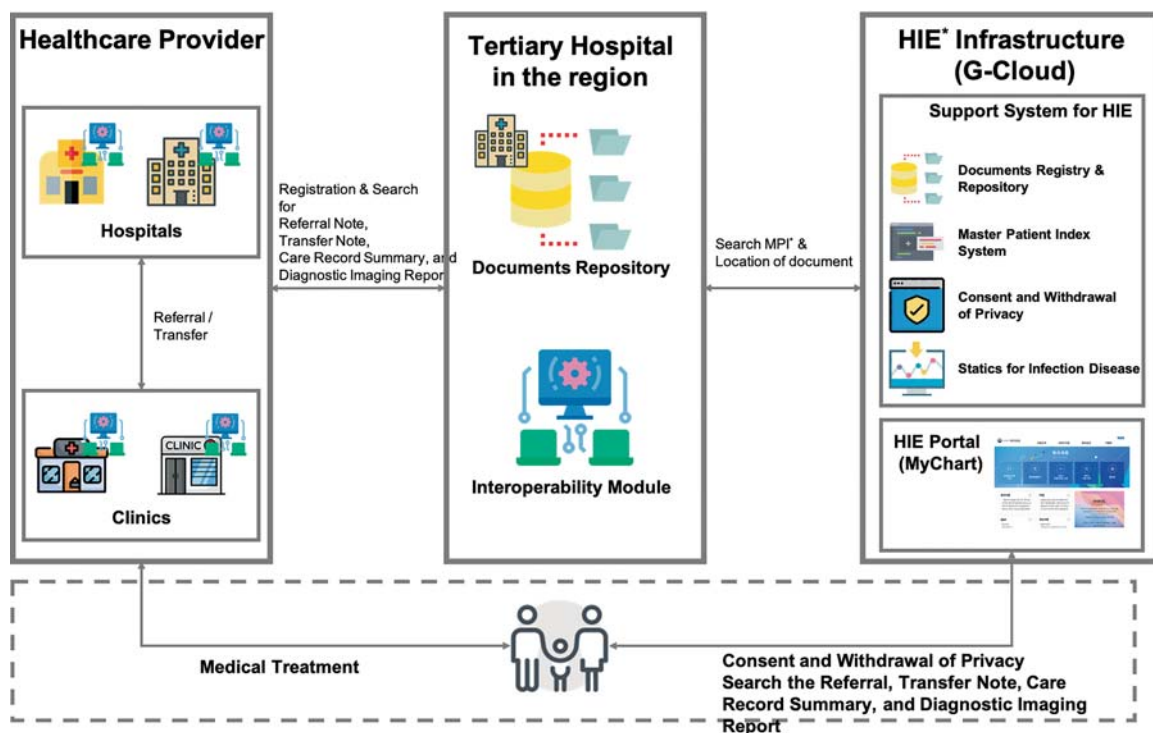 Healthcare Provider
Hospitals
Referral /
Transfer
CLINIC
Clinics
Registration & Search
for
Referral Note,
Transfer Note,
Care Record Summary, and
Diagnostic Imaging Report
Tertiary Hospital
in the region
Documents Repository
Interoperability Module
Search MPI* &
Location of document
HIE* Infrastructure
(G-Cloud)
Support System for HIE
Documents Registry &
Repository
Master Patient Index
System
Consent and Withdrawal
of Privacy
Statics for Infection Disease
HIE Portal
(MyChart)
Medical Treatment
Consent and Withdrawal of Privacy
Search the Referral, Transfer Note, Care
Record Summary, and Diagnostic Imaging
Report